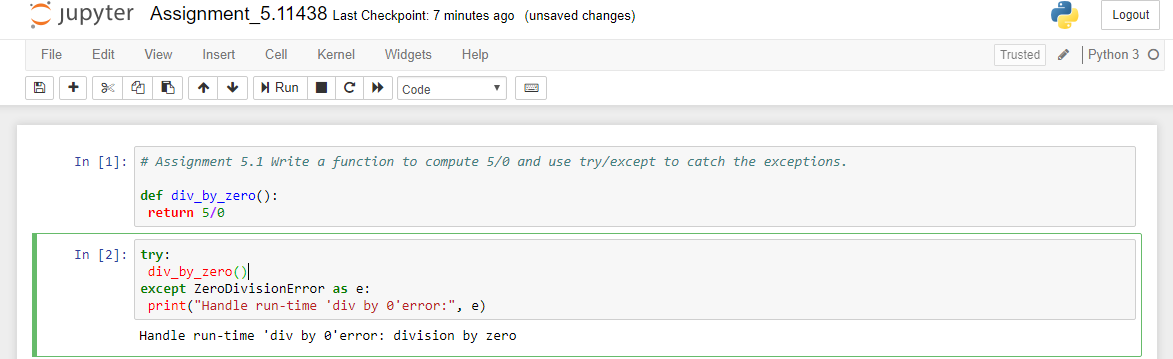 jupyter Assignment_5.11438 Last Checkpoint: 7 minutes ago (unsaved changes)
Logout
File Edit View Insert Cell Kernel Widgets Help
Trusted Python 3
Run Code
In [1]: # Assignment 5.1 Write a function to compute 5/0 and use try/except to catch the exceptions.
def div_by_zero():
 return 5/0
In [2]: try:
 div_by_zero()
except ZeroDivisionError as e:
 print("Handle run-time 'div by 0'error:", e)
Handle run-time 'div by 0'error: division by zero